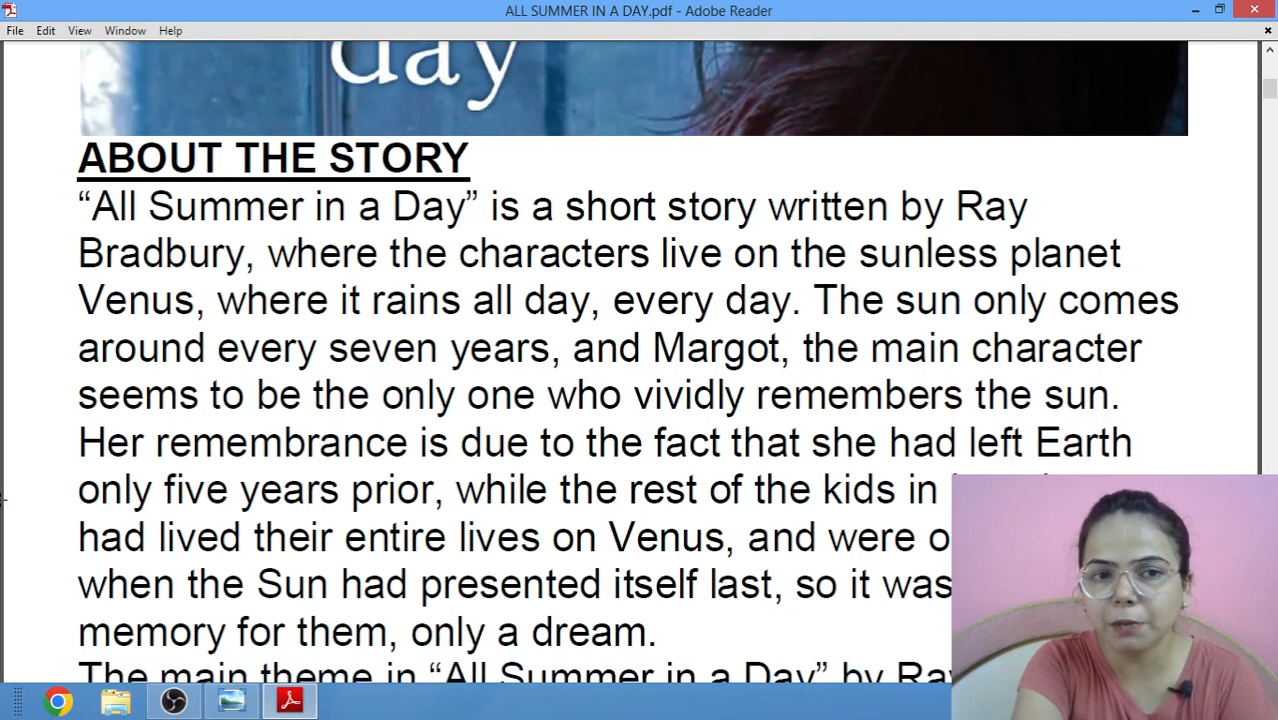 ALL SUMMER IN A DAY.pdf - Adobe Reader
File Edit View Window Help
day
ABOUT THE STORY
“All Summer in a Day” is a short story written by Ray
Bradbury, where the characters live on the sunless planet
Venus, where it rains all day, every day. The sun only comes
around every seven years, and Margot, the main character
seems to be the only one who vividly remembers the sun.
Her remembrance is due to the fact that she had left Earth
only five years prior, while the rest of the kids in
had lived their entire lives on Venus, and were
when the Sun had presented itself last, so it was
memory for them, only a dream.
The main theme in “All Summer in a Day” by